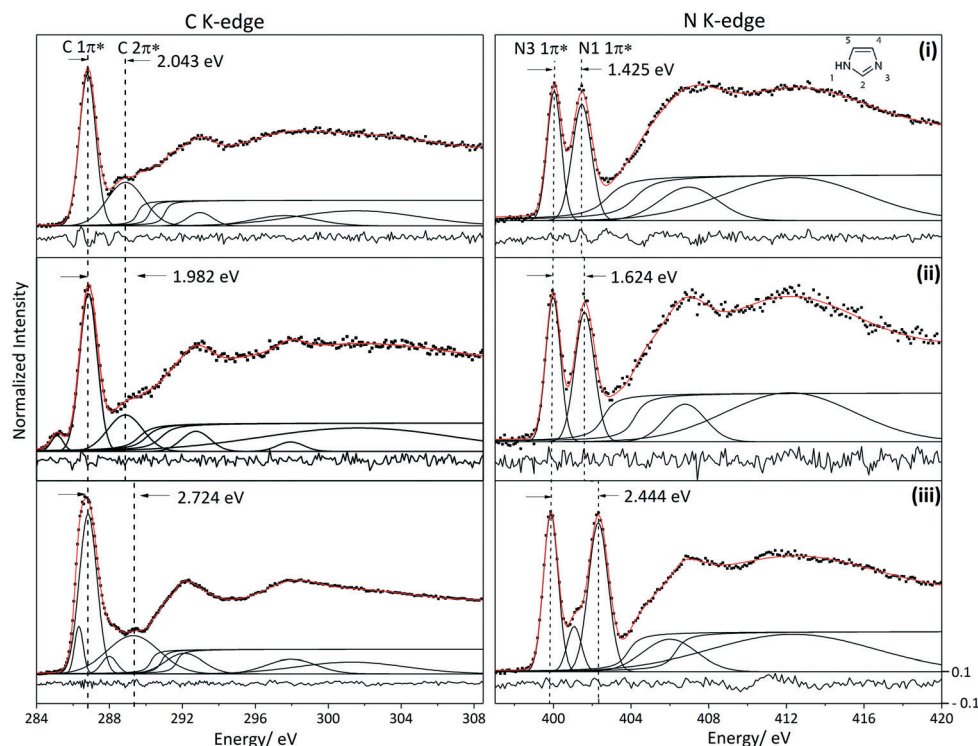 C K-edge
N K-edge
C 1π* C 2π*
2.043 eV
N3 1π* N1 1π*
1.425 eV
(i)
5 4
HN N
1 2 3
1.982 eV
1.624 eV
(ii)
2.724 eV
2.444 eV
(iii)
Normalized Intensity
0.1
- 0.1
284 288 292 296 300 304 308
400 404 408 412 416 420
Energy/ eV
Energy/ eV